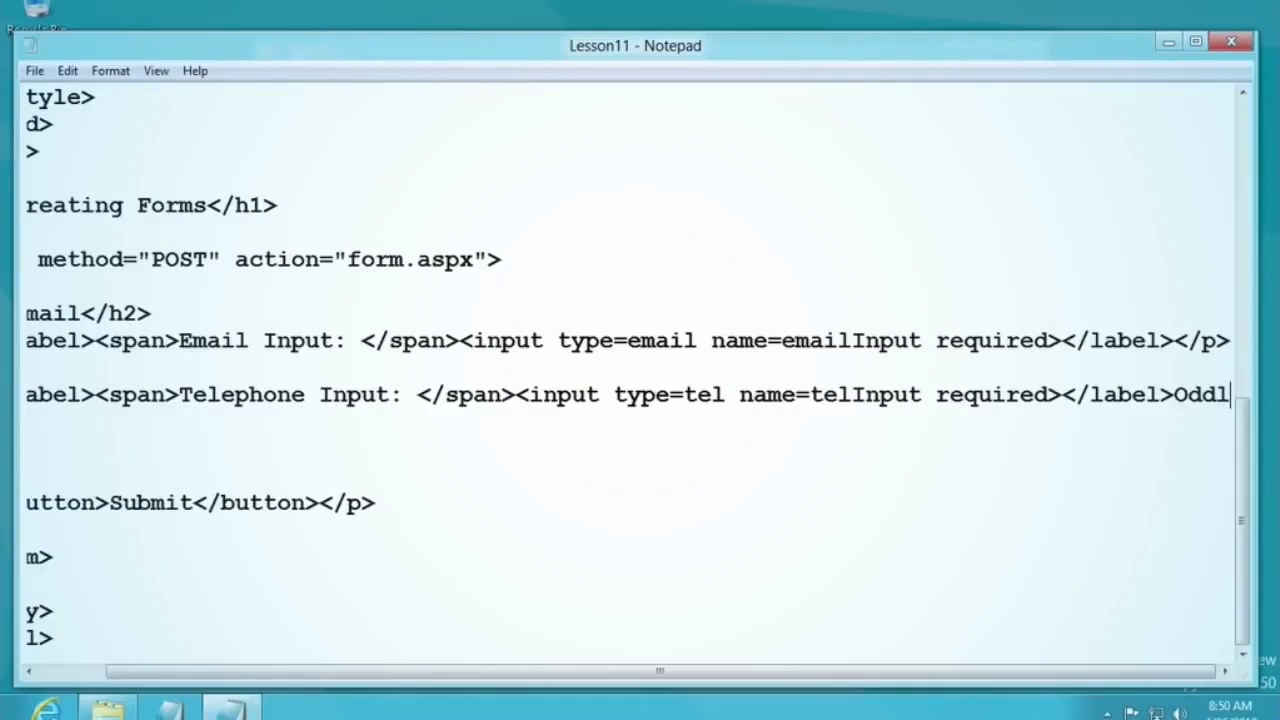 Lesson11 - Notepad
File Edit Format View Help
tyle>
d>
>
reating Forms</h1>
method="POST" action="form.aspx">
mail</h2>
abel><span>Email Input: </span><input type=email name=emailInput required></label></p>
abel><span>Telephone Input: </span><input type=tel name=telInput required></label>Oddl
utton>Submit</button></p>
m>
y>
l>
ew
50
8:50 AM